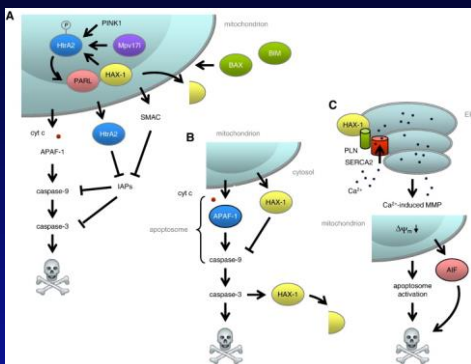 A
P
PINK1
mitochondrion
HtrA2
Mpv17l
BIM
PARL
HAX-1
BAX
cyt c
SMAC
HtrA2
APAF-1
caspase-9
IAPs
caspase-3
B
mitochondrion
cytosol
cyt c
HAX-1
APAF-1
apoptosome
caspase-9
caspase-3
HAX-1
C
HAX-1
PLN
SERCA2
Ca²⁺
Ca²⁺
Ca²⁺-induced MMP
mitochondrion
Δψm
AIF
apoptosome
activation